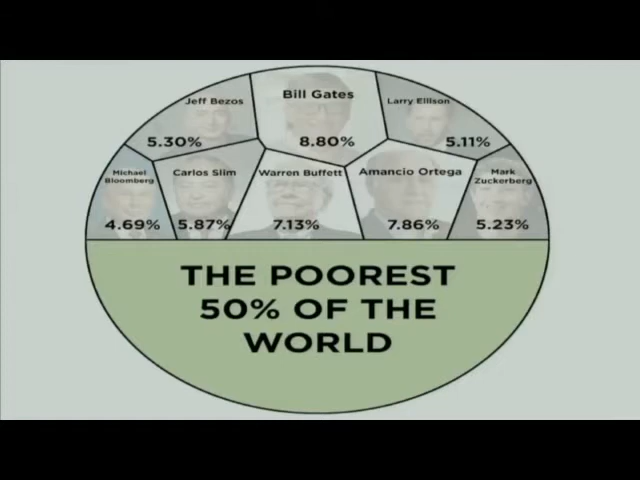 Bill Gates
8.80%
Jeff Bezos
5.30%
Larry Ellison
5.11%
Michael
Bloomberg
4.69%
Carlos Slim
5.87%
Warren Buffett
7.13%
Amancio Ortega
7.86%
Mark
Zuckerberg
5.23%
THE POOREST
50% OF THE
WORLD